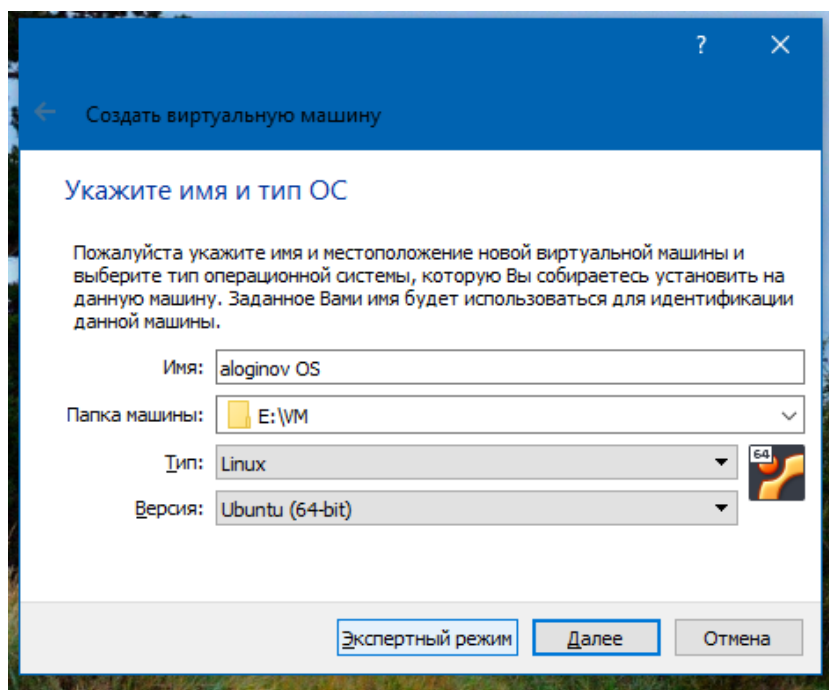 ?
Создать виртуальную машину
Укажите имя и тип ОС
Пожалуйста укажите имя и местоположение новой виртуальной машины и
выберите тип операционной системы, которую Вы собираетесь установить на
данную машину. Заданное Вами имя будет использоваться для идентификации
данной машины.
Имя: aloginov OS
Папка машины: E:\VM
Тип: Linux
64
Версия: Ubuntu (64-bit)
Экспертный режим Далее Отмена